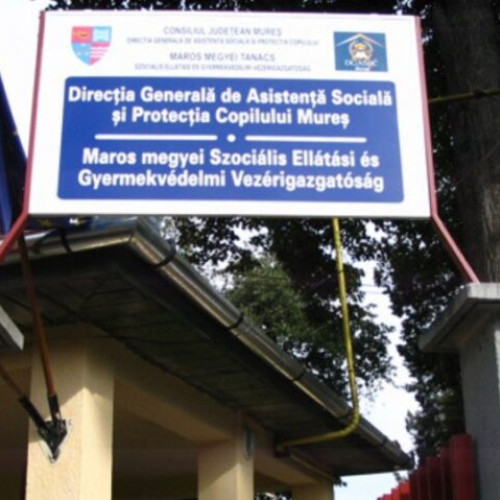 CONSILIUL JUDEȚEAN MUREȘ
DIRECȚIA GENERALĂ DE ASISTENȚĂ SOCIALĂ ȘI PROTECȚIA COPILULUI
MAROS MEGYEI TANÁCS
SZOCIÁLIS ELLÁTÁSI ÉS GYERMEKVÉDELMI VEZÉRIGAZGATÓSÁG
Direcția Generală de Asistență Socială
și Protecția Copilului Mureș
Maros megyei Szociális Ellátási és
Gyermekvédelmi Vezérigazgatóság